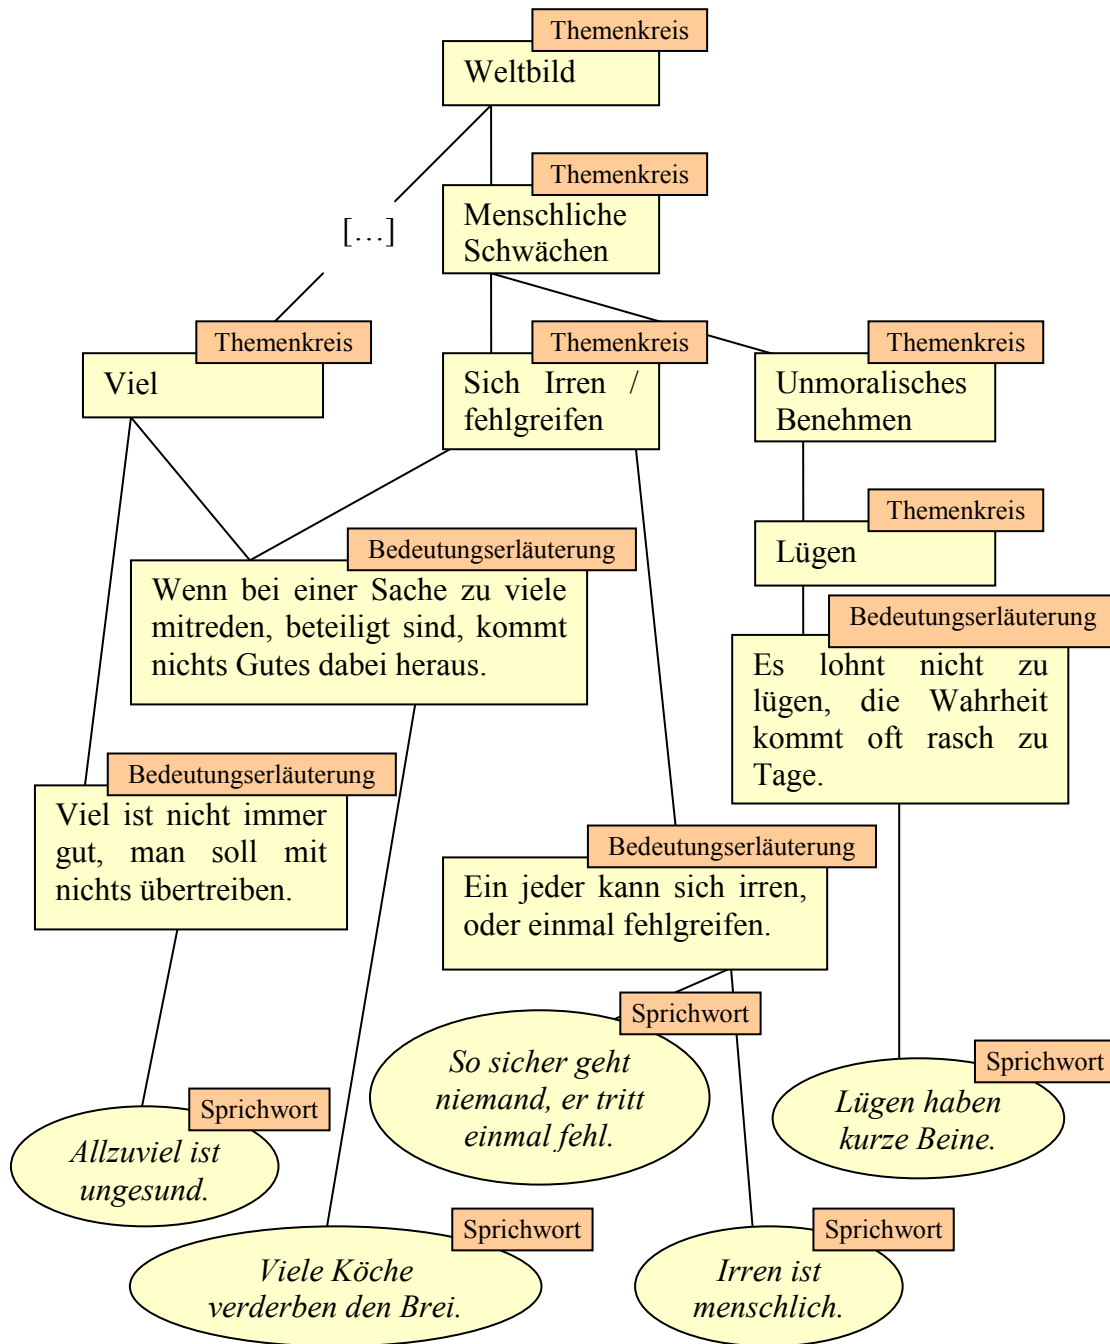 Themenkreis
Weltbild
Themenkreis
Menschliche
Schwächen
[…]
Themenkreis
Viel
Themenkreis
Sich Irren /
fehlgreifen
Themenkreis
Unmoralisches
Benehmen
Themenkreis
Lügen
Bedeutungserläuterung
Wenn bei einer Sache zu viele
mitreden, beteiligt sind, kommt
nichts Gutes dabei heraus.
Bedeutungserläuterung
Es lohnt nicht zu
lügen, die Wahrheit
kommt oft rasch zu
Tage.
Bedeutungserläuterung
Viel ist nicht immer
gut, man soll mit
nichts übertreiben.
Bedeutungserläuterung
Ein jeder kann sich irren,
oder einmal fehlgreifen.
Sprichwort
So sicher geht
niemand, er tritt
einmal fehl.
Sprichwort
Lügen haben
kurze Beine.
Sprichwort
Allzuviel ist
ungesund.
Sprichwort
Viele Köche
verderben den Brei.
Sprichwort
Irren ist
menschlich.